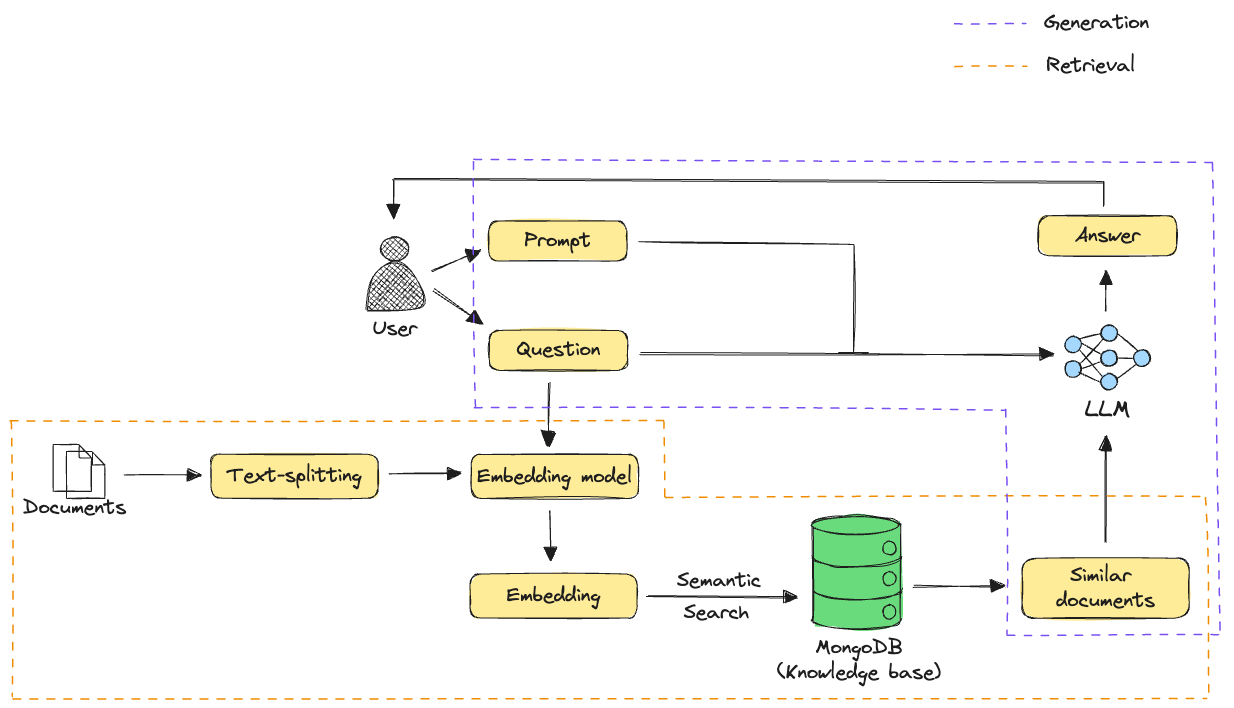 Generation
Retrieval
Prompt
Answer
User
Question
LLM
Documents
Text-splitting
Embedding model
Embedding
Semantic
Search
MongoDB
(Knowledge base)
Similar
documents